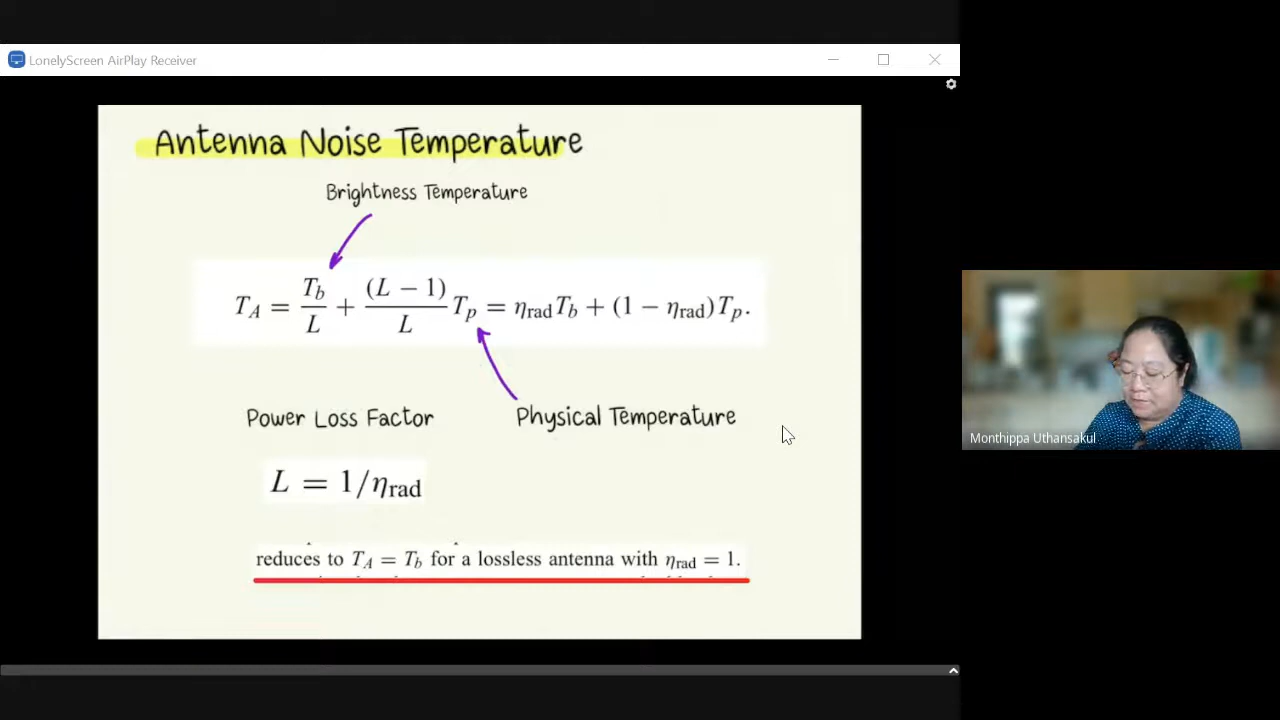 LonelyScreen AirPlay Receiver
Antenna Noise Temperature
Brightness Temperature
T_A = T_b/L + (L − 1)/L T_p = η_rad T_b + (1 − η_rad)T_p.
Power Loss Factor
Physical Temperature
L = 1/η_rad
reduces to T_A = T_b for a lossless antenna with η_rad = 1.
Monthippa Uthansakul